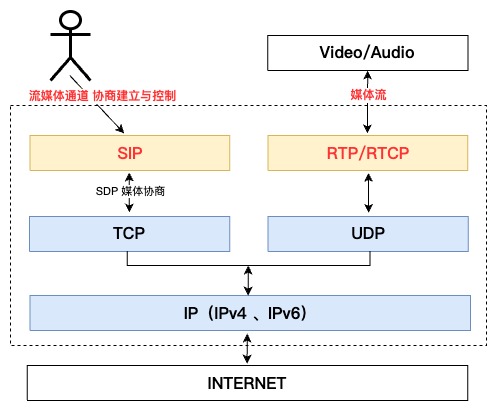 Video/Audio
流媒体通道 协商建立与控制
媒体流
SIP
RTP/RTCP
SDP 媒体协商
TCP
UDP
IP（IPv4 、IPv6）
INTERNET